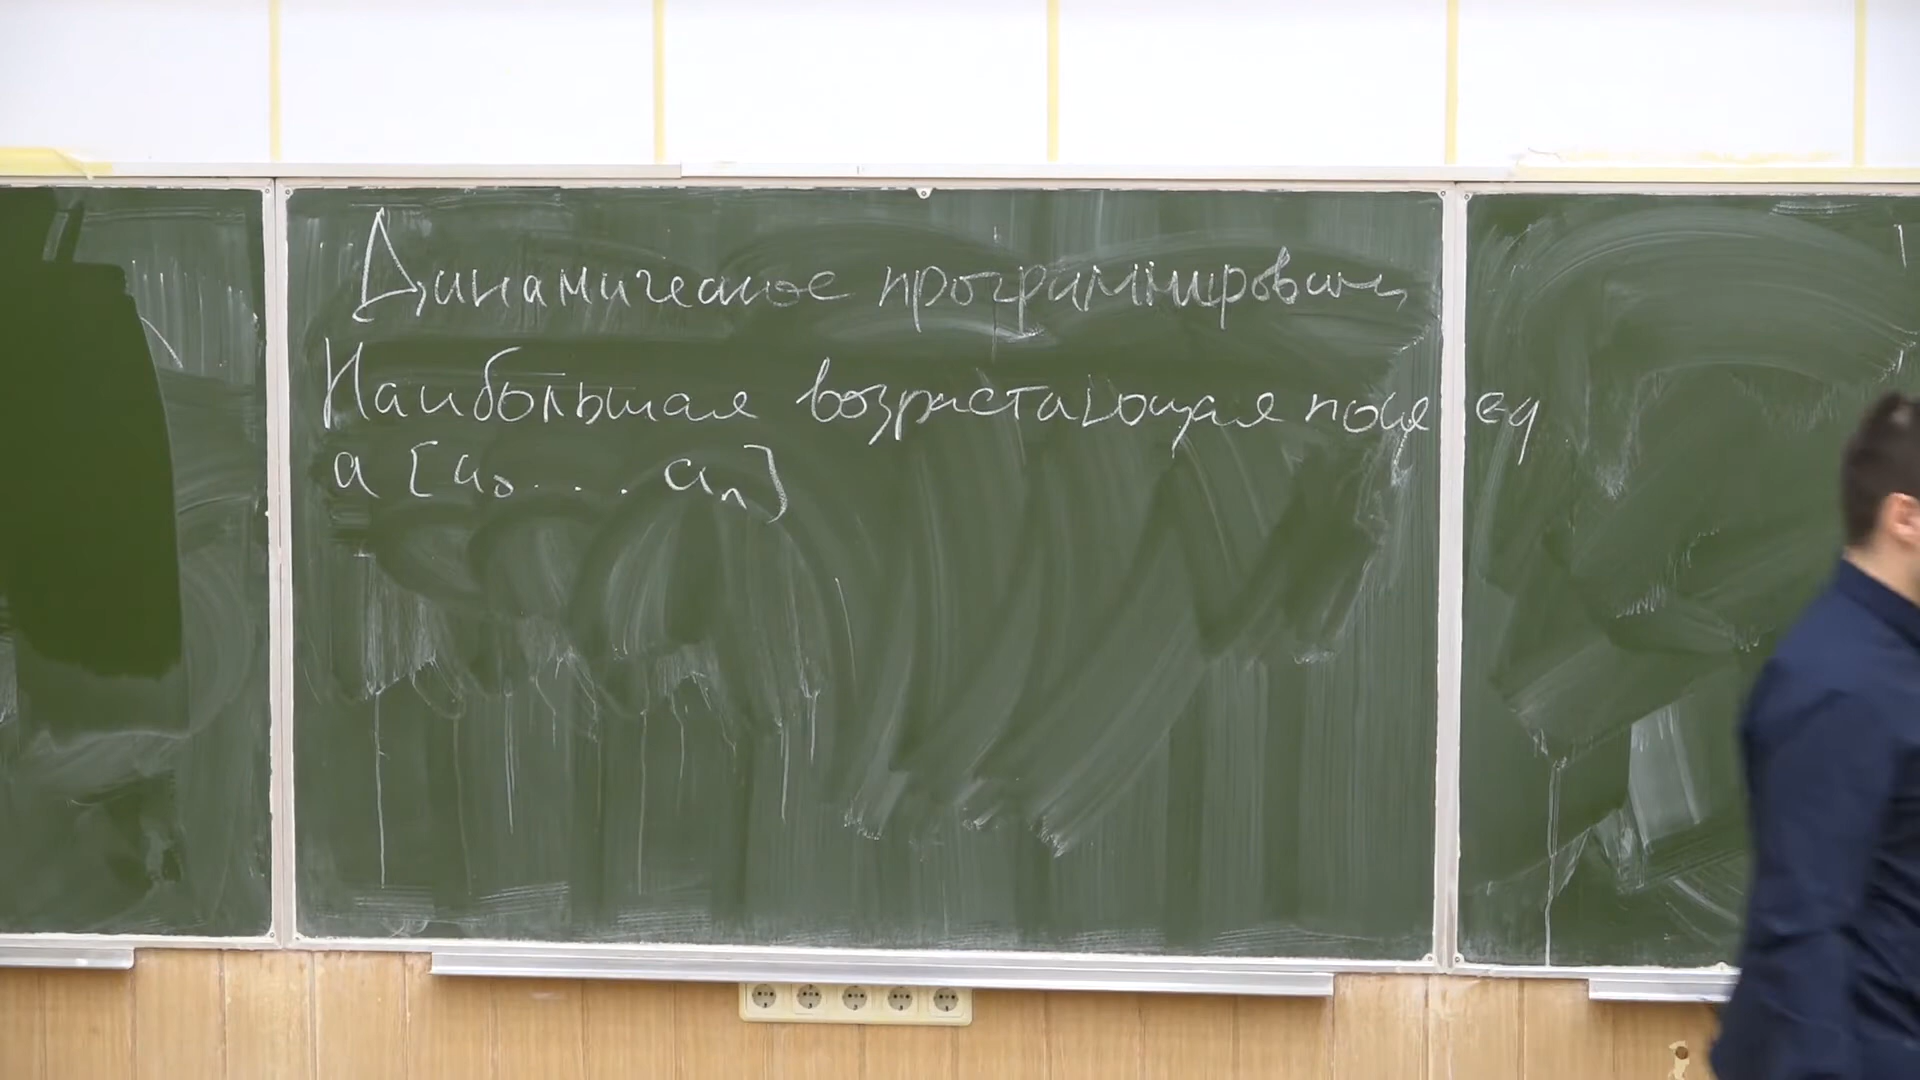 Динамическое программирование
Наибольшая возрастающая послед
a [a₀ . . . aₙ]